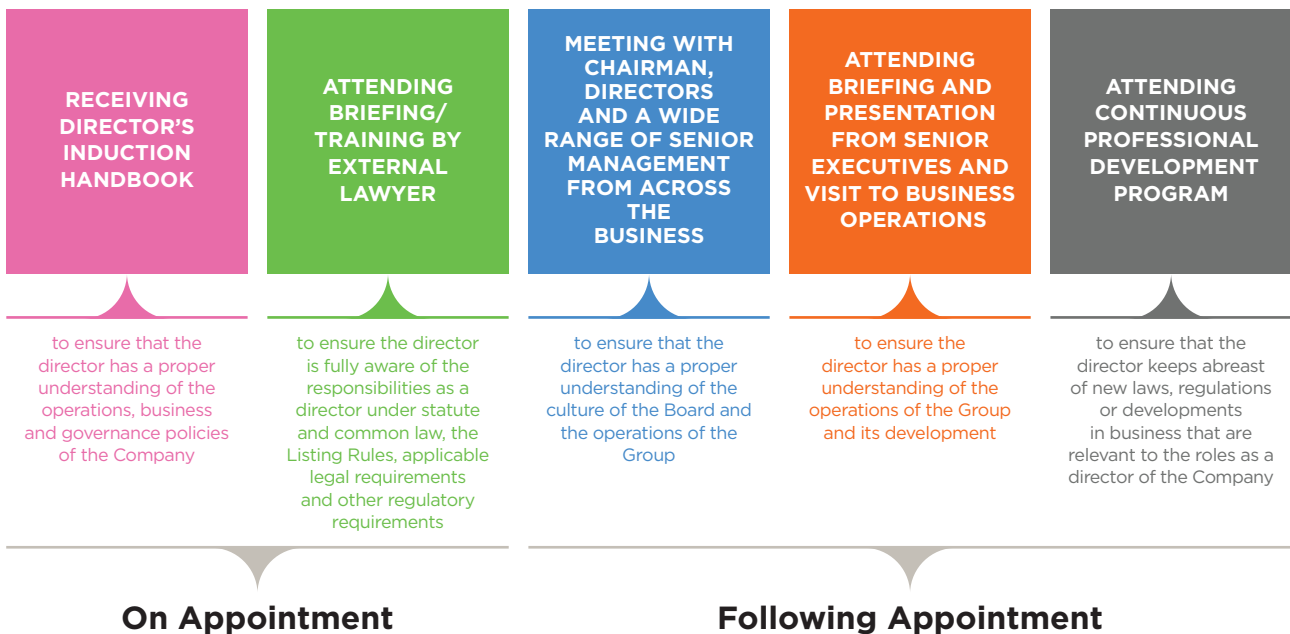 RECEIVING
DIRECTOR’S
INDUCTION
HANDBOOK
to ensure that the
director has a proper
understanding of the
operations, business
and governance policies
of the Company
ATTENDING
BRIEFING/
TRAINING BY
EXTERNAL
LAWYER
to ensure the director
is fully aware of the
responsibilities as a
director under statute
and common law, the
Listing Rules, applicable
legal requirements
and other regulatory
requirements
MEETING WITH
CHAIRMAN,
DIRECTORS
AND A WIDE
RANGE OF SENIOR
MANAGEMENT
FROM ACROSS
THE
BUSINESS
to ensure that the
director has a proper
understanding of the
culture of the Board and
the operations of the
Group
ATTENDING
BRIEFING AND
PRESENTATION
FROM SENIOR
EXECUTIVES AND
VISIT TO BUSINESS
OPERATIONS
to ensure the
director has a proper
understanding of the
operations of the Group
and its development
ATTENDING
CONTINUOUS
PROFESSIONAL
DEVELOPMENT
PROGRAM
to ensure that the
director keeps abreast
of new laws, regulations
or developments
in business that are
relevant to the roles as a
director of the Company
On Appointment
Following Appointment